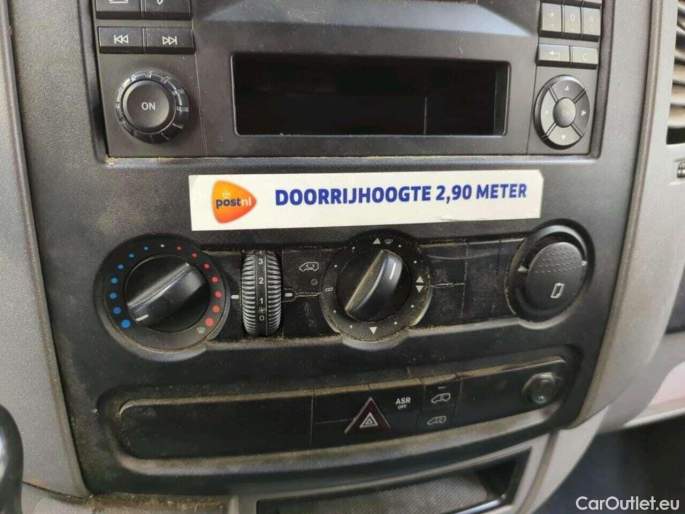 ON
postnl
DOORRIJHOOGTE 2,90 METER
3
2
1
0
ASR
OFF
CarOutlet.eu